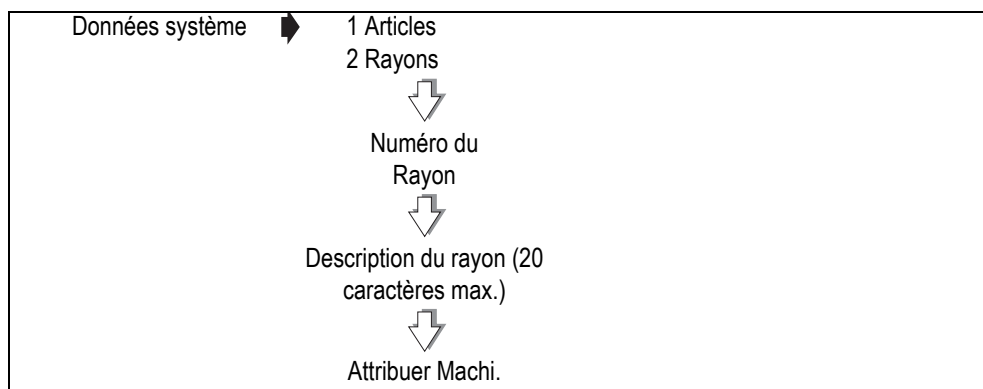 Données système 1 Articles
2 Rayons
Numéro du
Rayon
Description du rayon (20
caractères max.)
Attribuer Machi.